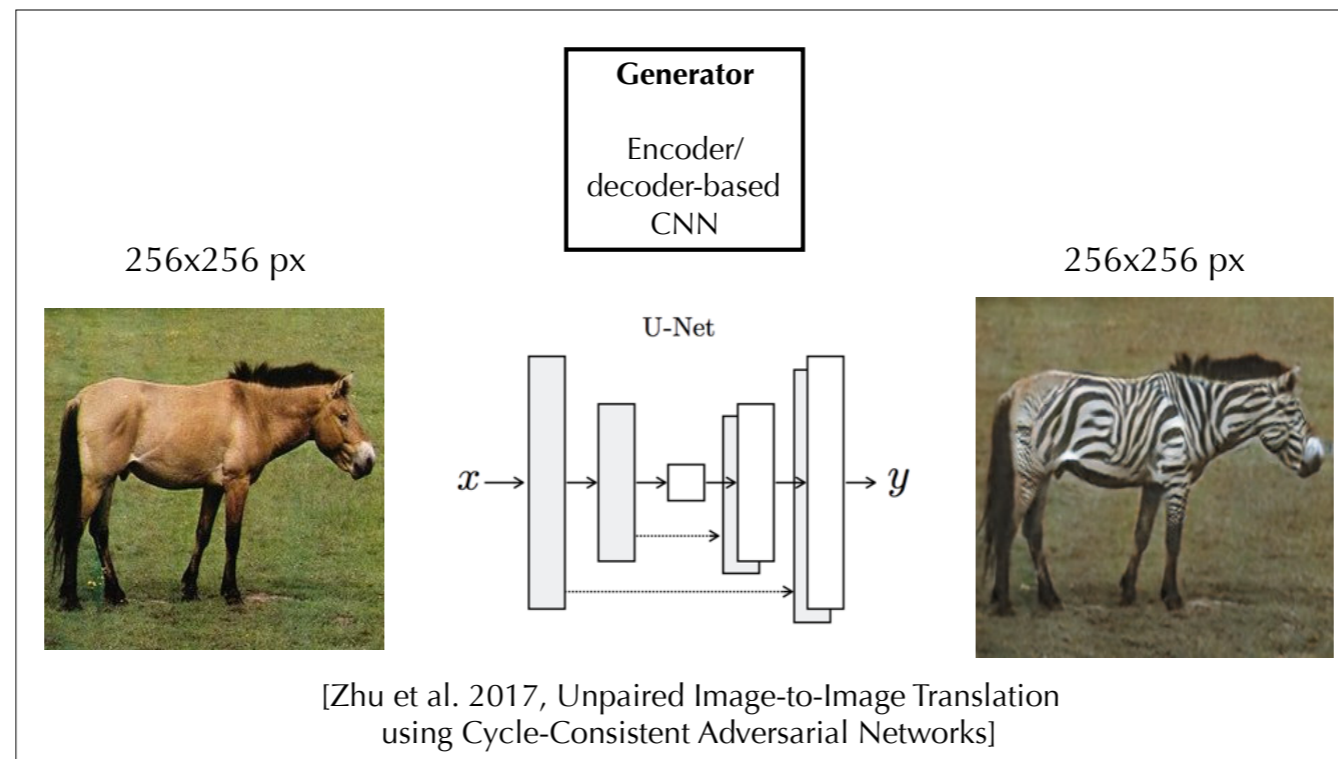 Generator
Encoder/
decoder-based
CNN
256x256 px
256x256 px
U-Net
x
y
[Zhu et al. 2017, Unpaired Image-to-Image Translation
using Cycle-Consistent Adversarial Networks]